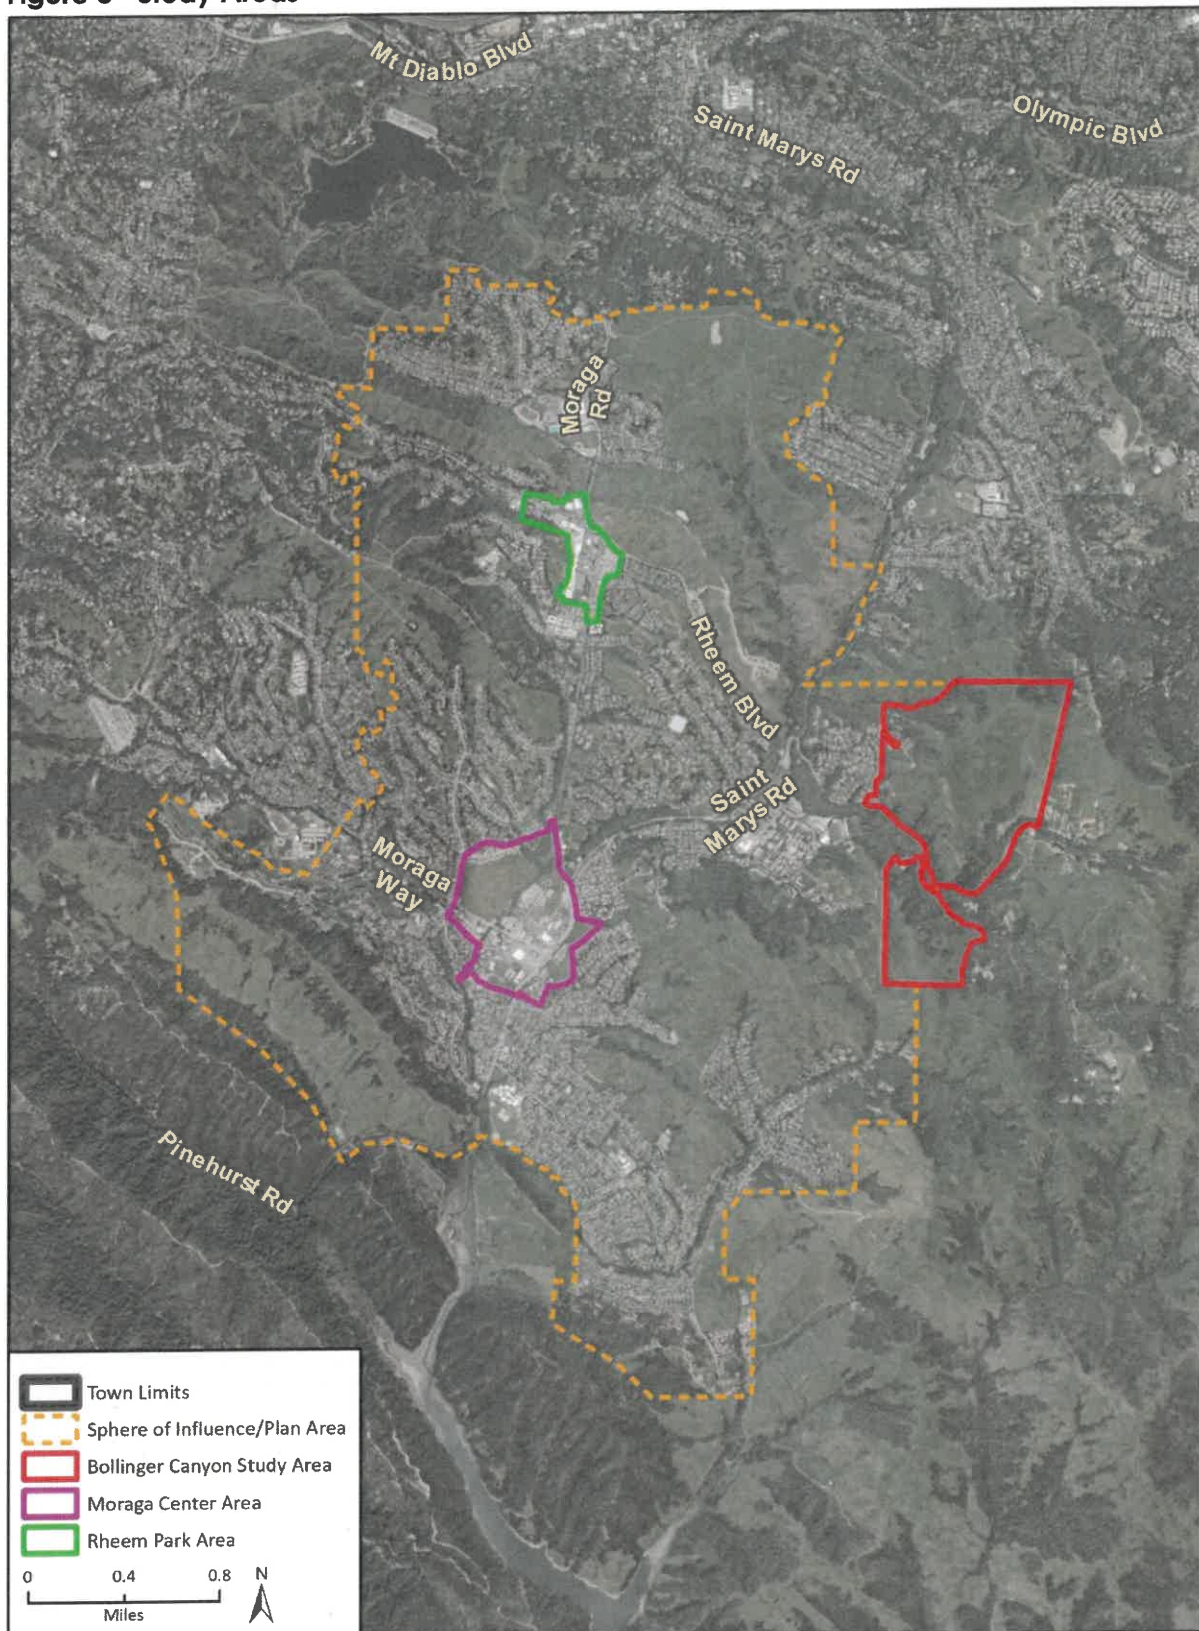 Mt Diablo Blvd
Saint Marys Rd
Olympic Blvd
Moraga
Rd
Rheem Blvd
Saint
Marys Rd
Moraga
Way
Pinehurst Rd
Town Limits
Sphere of Influence/Plan Area
Bollinger Canyon Study Area
Moraga Center Area
Rheem Park Area
0 0.4 0.8
Miles
N